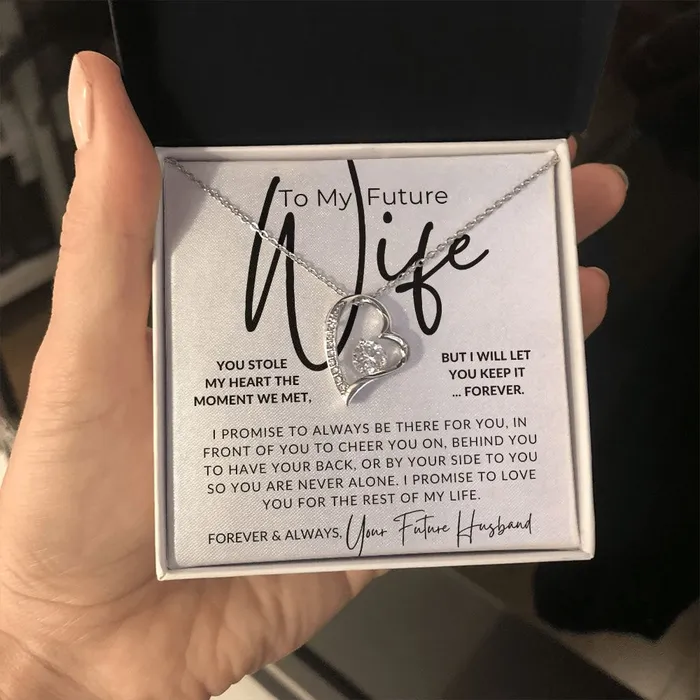 To My Future
Wife
YOU STOLE
MY HEART THE
MOMENT WE MET,
BUT I WILL LET
YOU KEEP IT
... FOREVER.
I PROMISE TO ALWAYS BE THERE FOR YOU, IN
FRONT OF YOU TO CHEER YOU ON, BEHIND YOU
TO HAVE YOUR BACK, OR BY YOUR SIDE TO YOU
SO YOU ARE NEVER ALONE. I PROMISE TO LOVE
YOU FOR THE REST OF MY LIFE.
FOREVER & ALWAYS, Your Future Husband